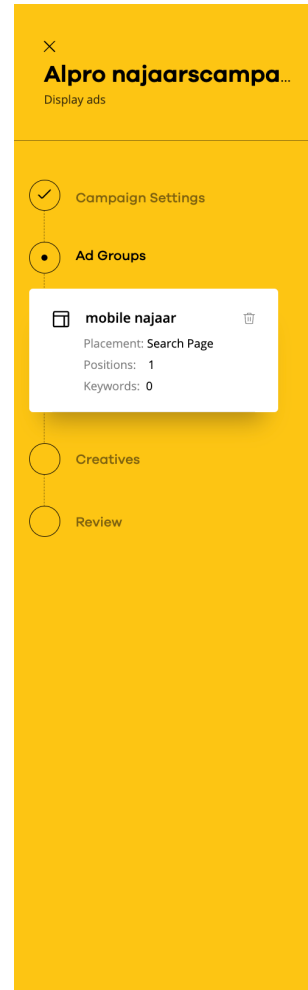 Alpro najaarscampa...
Display ads
Campaign Settings
Ad Groups
mobile najaar
Placement: Search Page
Positions: 1
Keywords: 0
Creatives
Review